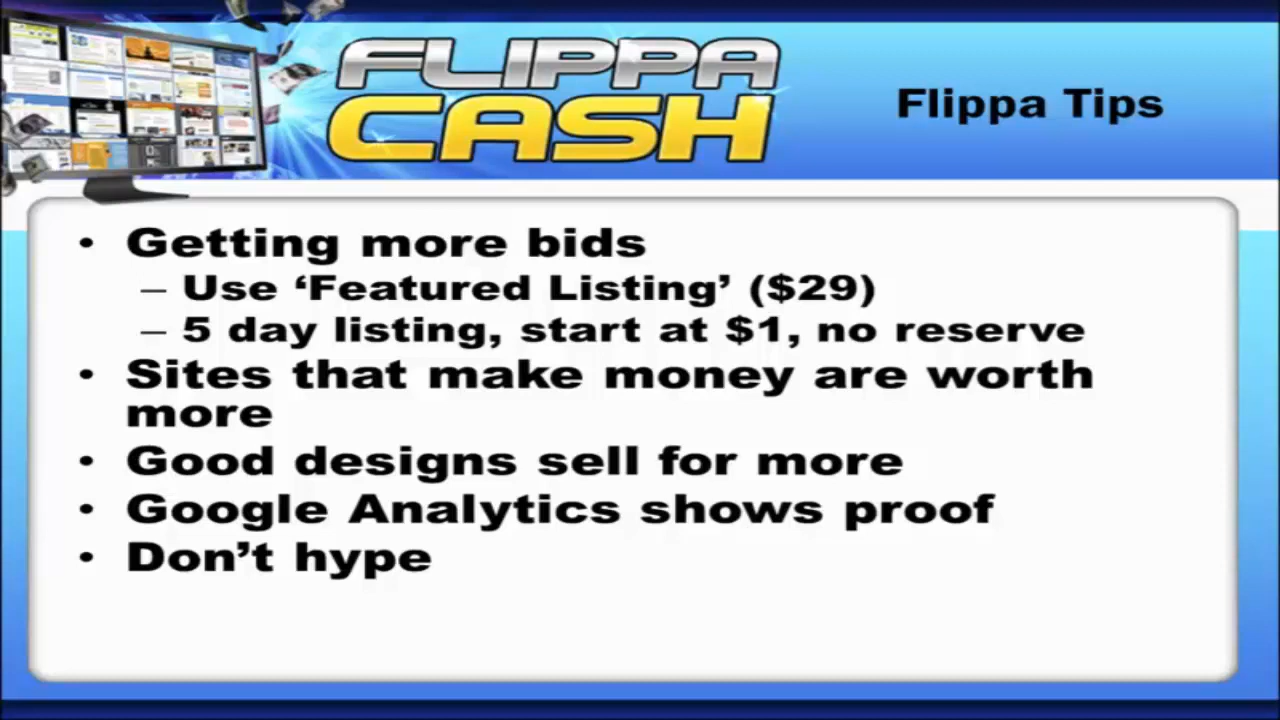 FLIPPA
CASH
Flippa Tips
• Getting more bids
– Use ‘Featured Listing’ ($29)
– 5 day listing, start at $1, no reserve
• Sites that make money are worth
more
• Good designs sell for more
• Google Analytics shows proof
• Don’t hype